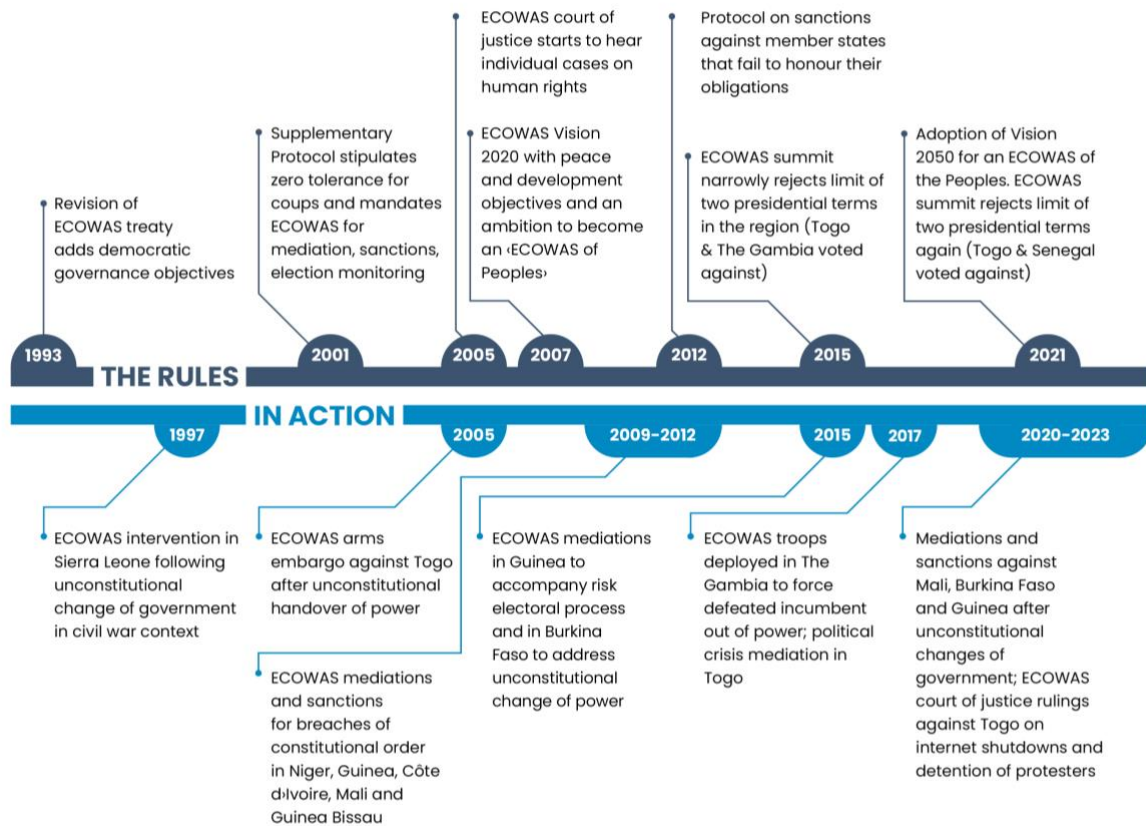 Revision of
ECOWAS treaty
adds democratic
governance objectives
Supplementary
Protocol stipulates
zero tolerance for
coups and mandates
ECOWAS for
mediation, sanctions,
election monitoring
ECOWAS court of
justice starts to hear
individual cases on
human rights
ECOWAS Vision
2020 with peace
and development
objectives and an
ambition to become
an ‹ECOWAS of
Peoples›
Protocol on sanctions
against member states
that fail to honour their
obligations
ECOWAS summit
narrowly rejects limit of
two presidential terms
in the region (Togo
& The Gambia voted
against)
Adoption of Vision
2050 for an ECOWAS of
the Peoples. ECOWAS
summit rejects limit of
two presidential terms
again (Togo & Senegal
voted against)
1993
2001
2005
2007
2012
2015
2021
THE RULES
IN ACTION
1997
2005
2009-2012
2015
2017
2020-2023
ECOWAS intervention in
Sierra Leone following
unconstitutional
change of government
in civil war context
ECOWAS arms
embargo against Togo
after unconstitutional
handover of power
ECOWAS mediations
and sanctions
for breaches of
constitutional order
in Niger, Guinea, Côte
d›Ivoire, Mali and
Guinea Bissau
ECOWAS mediations
in Guinea to
accompany risk
electoral process
and in Burkina
Faso to address
unconstitutional
change of power
ECOWAS troops
deployed in The
Gambia to force
defeated incumbent
out of power; political
crisis mediation in
Togo
Mediations and
sanctions against
Mali, Burkina Faso
and Guinea after
unconstitutional
changes of
government; ECOWAS
court of justice rulings
against Togo on
internet shutdowns and
detention of protesters